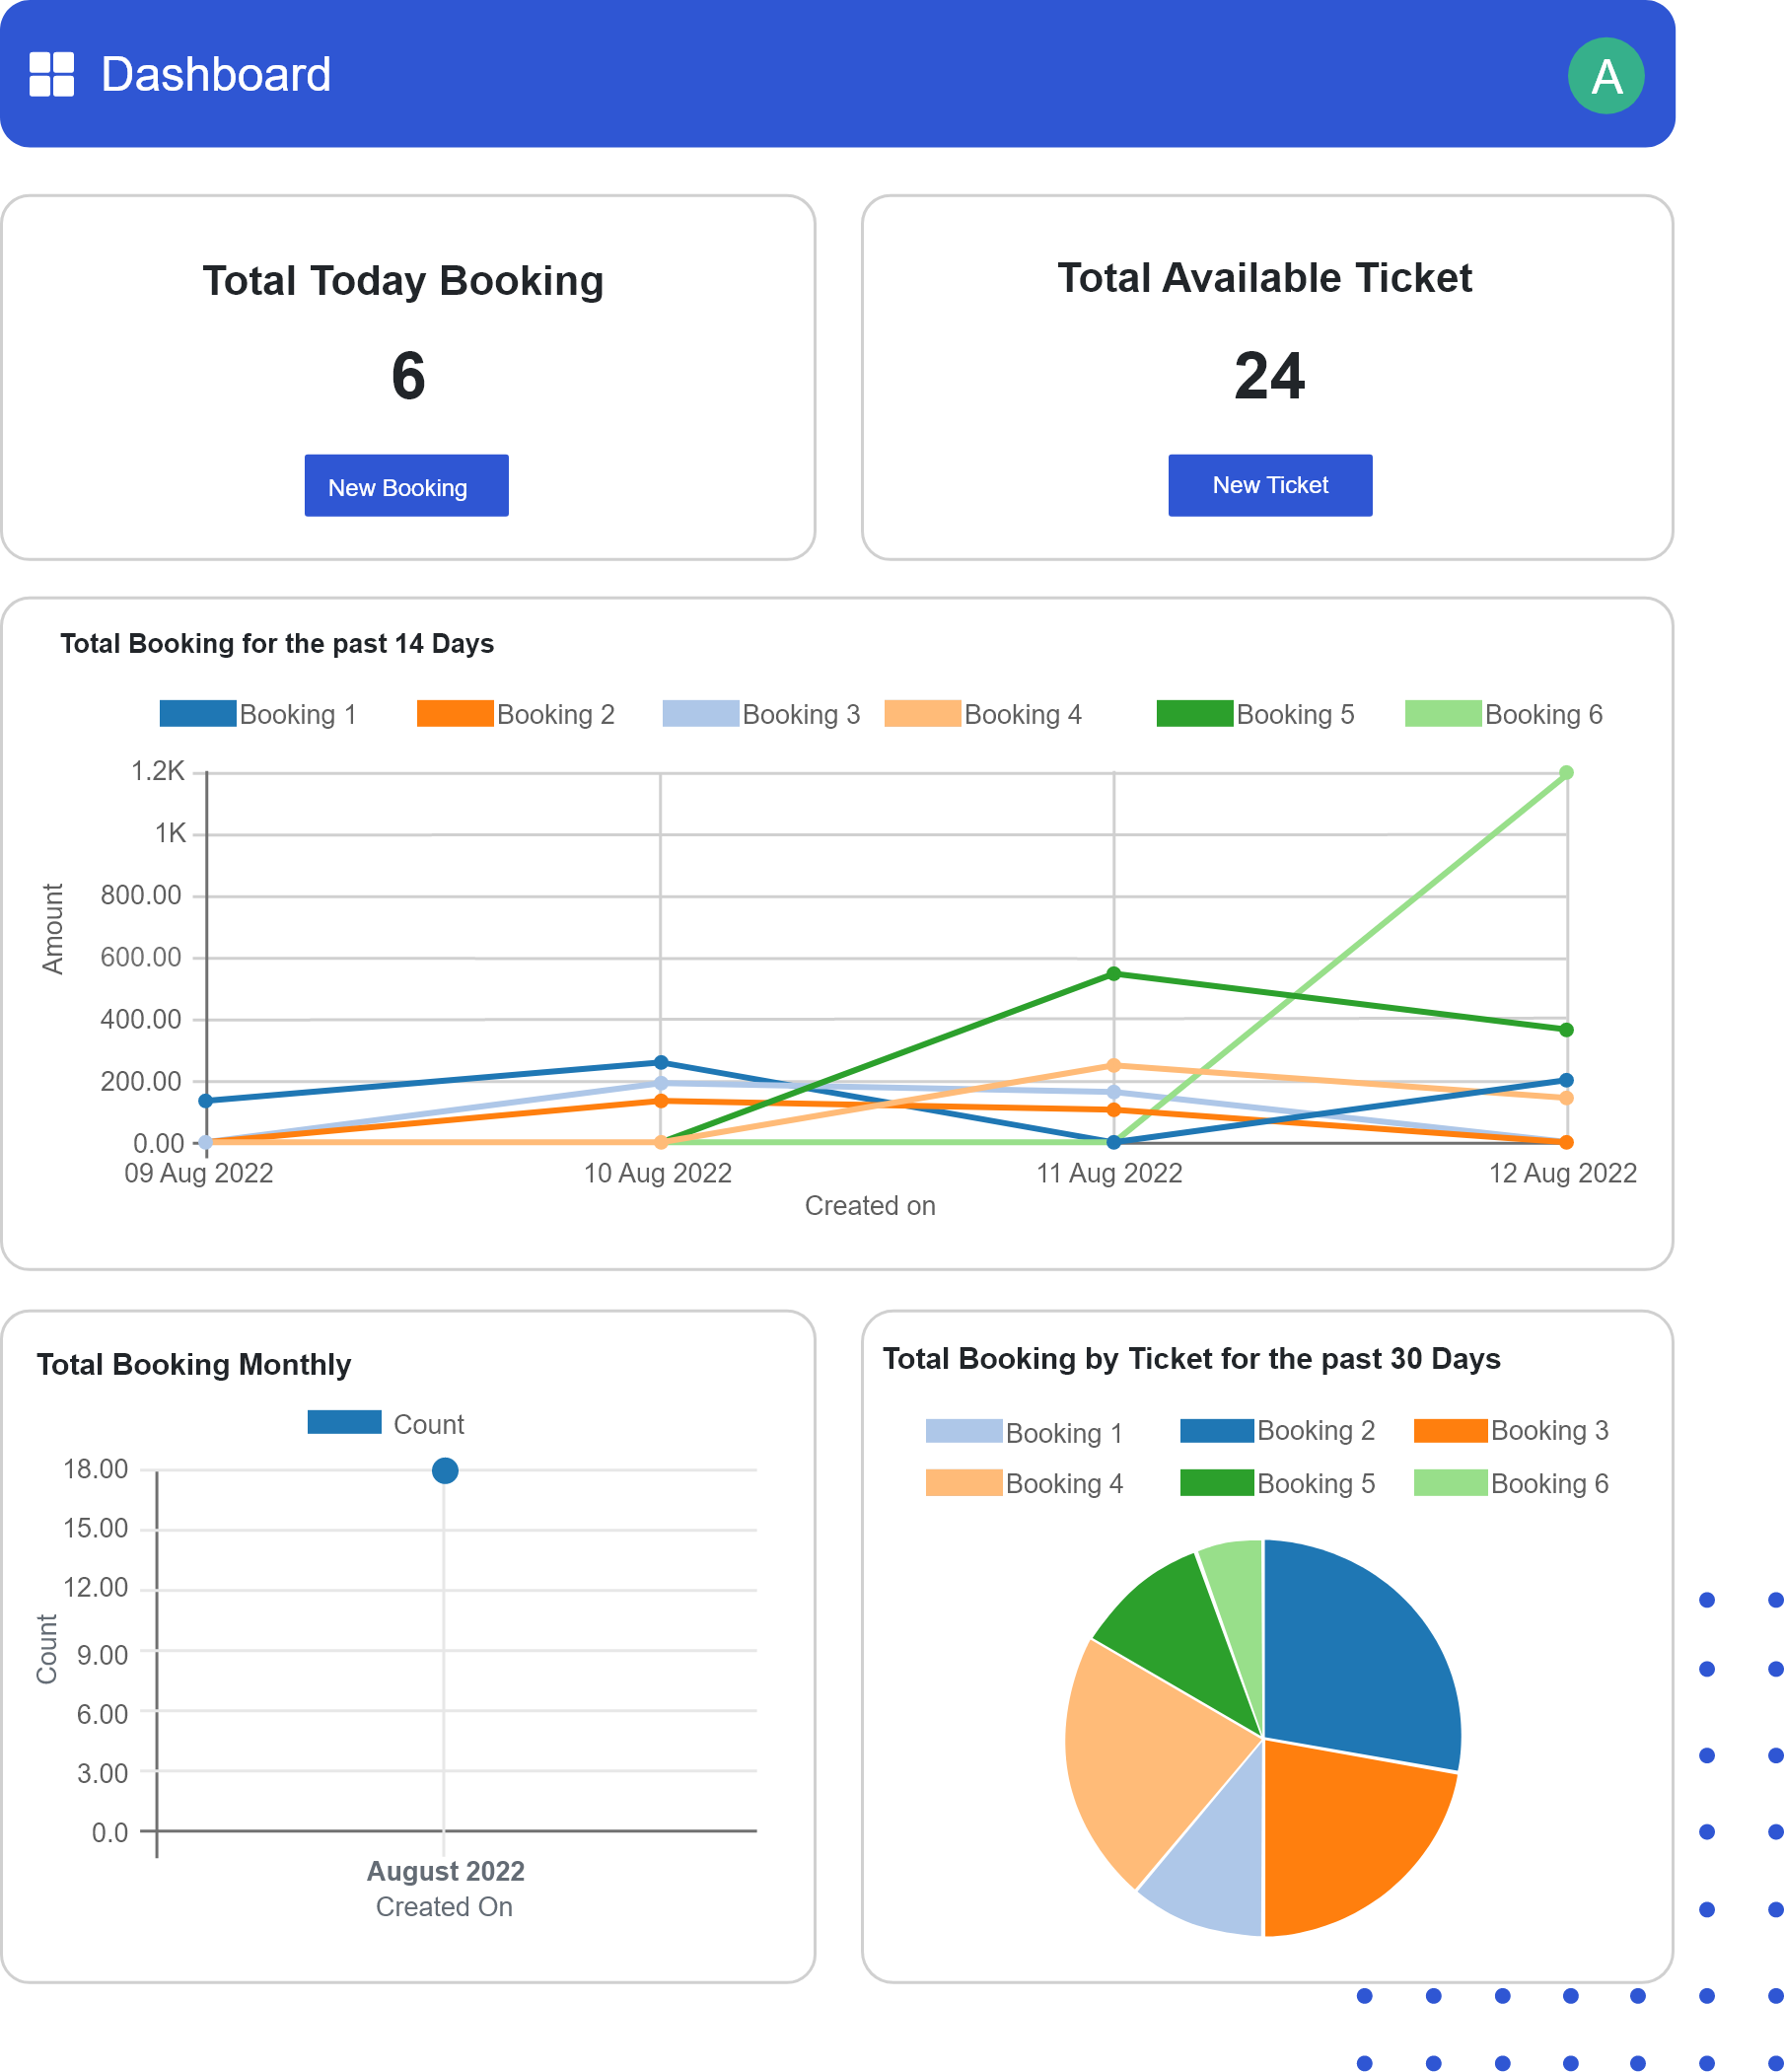 Dashboard
A
Total Today Booking
6
New Booking
Total Available Ticket
24
New Ticket
Total Booking for the past 14 Days
Booking 1 Booking 2 Booking 3 Booking 4 Booking 5 Booking 6
Amount
1.2K
1K
800.00
600.00
400.00
200.00
0.00
09 Aug 2022 10 Aug 2022 11 Aug 2022 12 Aug 2022
Created on
Total Booking Monthly
Count
Count
18.00
15.00
12.00
9.00
6.00
3.00
0.0
August 2022
Created On
Total Booking by Ticket for the past 30 Days
Booking 1 Booking 2 Booking 3
Booking 4 Booking 5 Booking 6